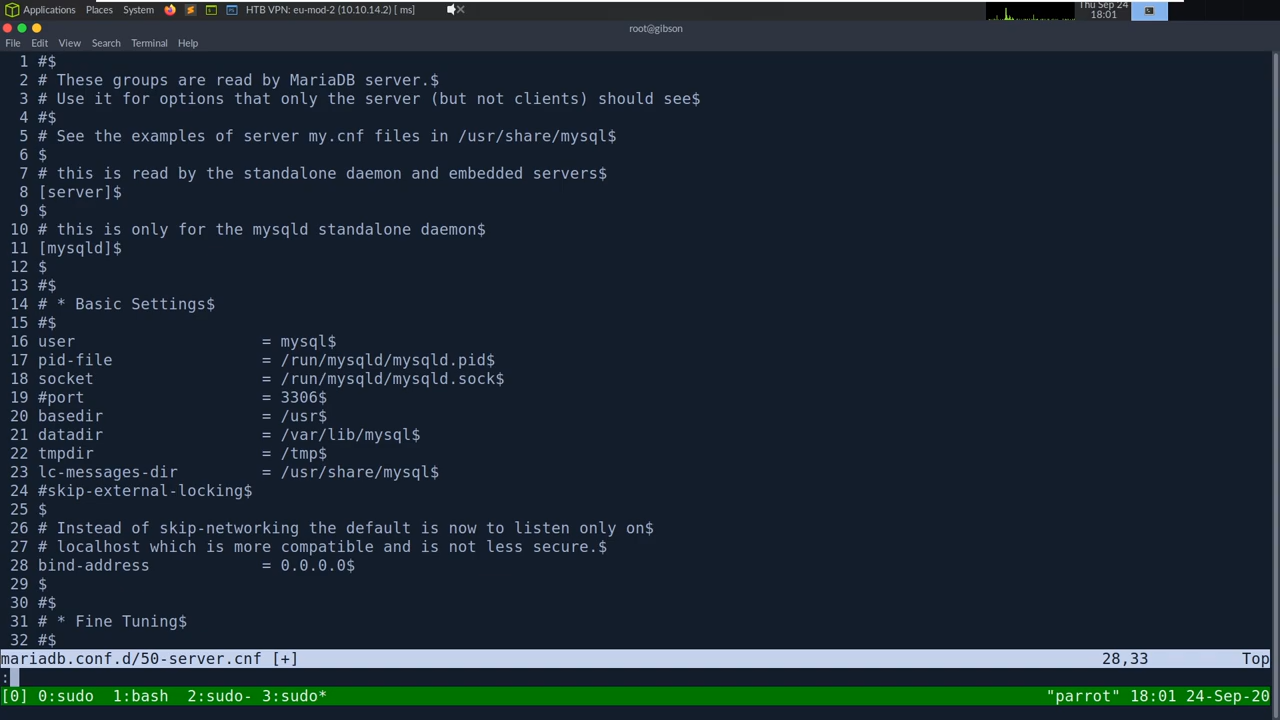 Applications Places System HTB VPN: eu-mod-2 (10.10.14.2) [ ms] Thu Sep 24
18:01
root@gibson
File Edit View Search Terminal Help
1 #$
2 # These groups are read by MariaDB server.$
3 # Use it for options that only the server (but not clients) should see$
4 #$
5 # See the examples of server my.cnf files in /usr/share/mysql$
6 $
7 # this is read by the standalone daemon and embedded servers$
8 [server]$
9 $
10 # this is only for the mysqld standalone daemon$
11 [mysqld]$
12 $
13 #$
14 # * Basic Settings$
15 #$
16 user                    = mysql$
17 pid-file                = /run/mysqld/mysqld.pid$
18 socket                  = /run/mysqld/mysqld.sock$
19 #port                   = 3306$
20 basedir                 = /usr$
21 datadir                 = /var/lib/mysql$
22 tmpdir                  = /tmp$
23 lc-messages-dir         = /usr/share/mysql$
24 #skip-external-locking$
25 $
26 # Instead of skip-networking the default is now to listen only on$
27 # localhost which is more compatible and is not less secure.$
28 bind-address            = 0.0.0.0$
29 $
30 #$
31 # * Fine Tuning$
32 #$
mariadb.conf.d/50-server.cnf [+] 28,33 Top
:
[0] 0:sudo 1:bash 2:sudo- 3:sudo* "parrot" 18:01 24-Sep-20